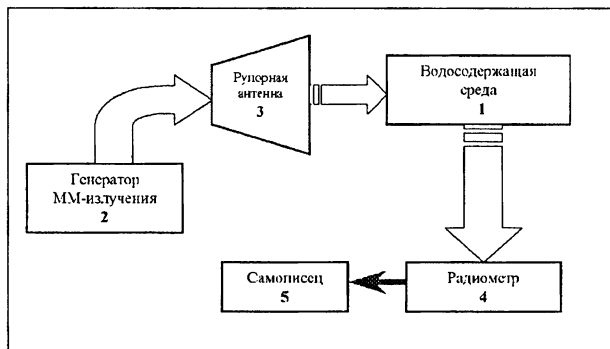 Рупорная
антенна
3
Водосодержащая
среда
1
Генератор
ММ-излучения
2
Самописец
5
Радиометр
4